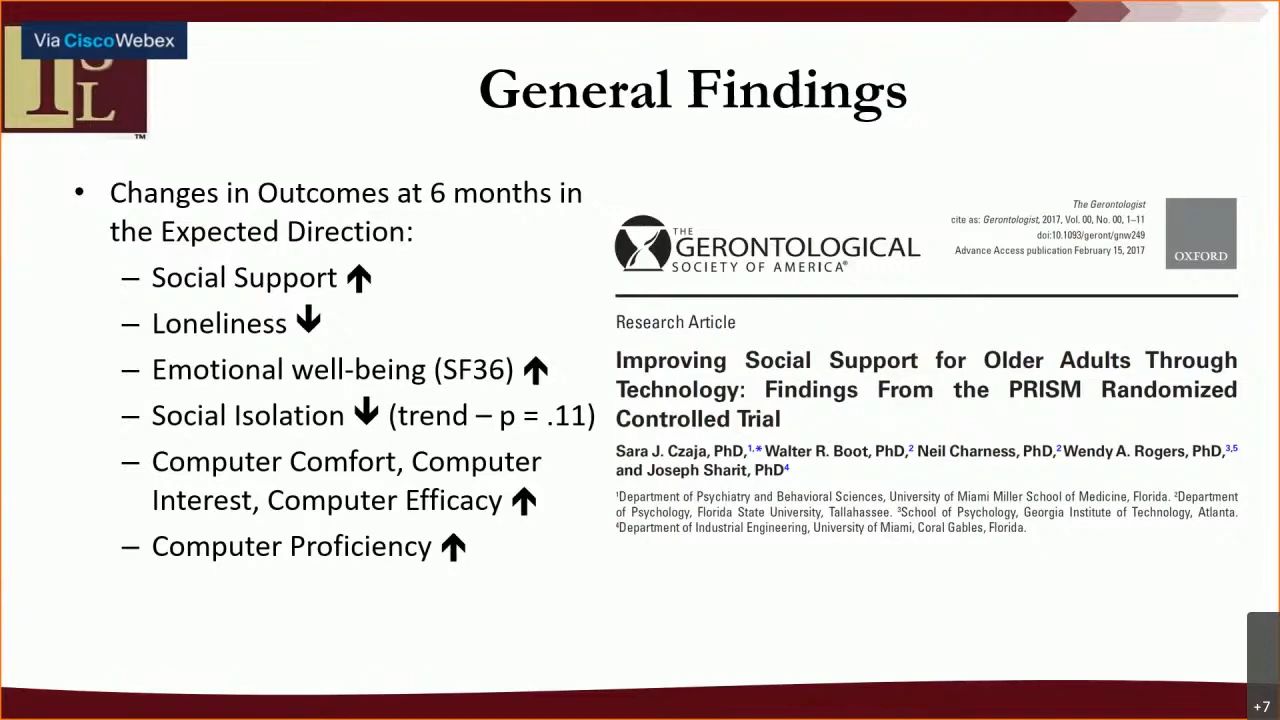 Via CiscoWebex
I S
L
™
General Findings
• Changes in Outcomes at 6 months in
the Expected Direction:
– Social Support ↑
– Loneliness ↓
– Emotional well-being (SF36) ↑
– Social Isolation ↓ (trend – p = .11)
– Computer Comfort, Computer
Interest, Computer Efficacy ↑
– Computer Proficiency ↑
THE
GERONTOLOGICAL
SOCIETY OF AMERICA®
The Gerontologist
cite as: Gerontologist, 2017, Vol. 00, No. 00, 1–11
doi:10.1093/geront/gnw249
Advance Access publication February 15, 2017
OXFORD
Research Article
Improving Social Support for Older Adults Through
Technology: Findings From the PRISM Randomized
Controlled Trial
Sara J. Czaja, PhD,1,* Walter R. Boot, PhD,2 Neil Charness, PhD,2 Wendy A. Rogers, PhD,3,5
and Joseph Sharit, PhD4
1Department of Psychiatry and Behavioral Sciences, University of Miami Miller School of Medicine, Florida. 2Department
of Psychology, Florida State University, Tallahassee. 3School of Psychology, Georgia Institute of Technology, Atlanta.
4Department of Industrial Engineering, University of Miami, Coral Gables, Florida.
+7